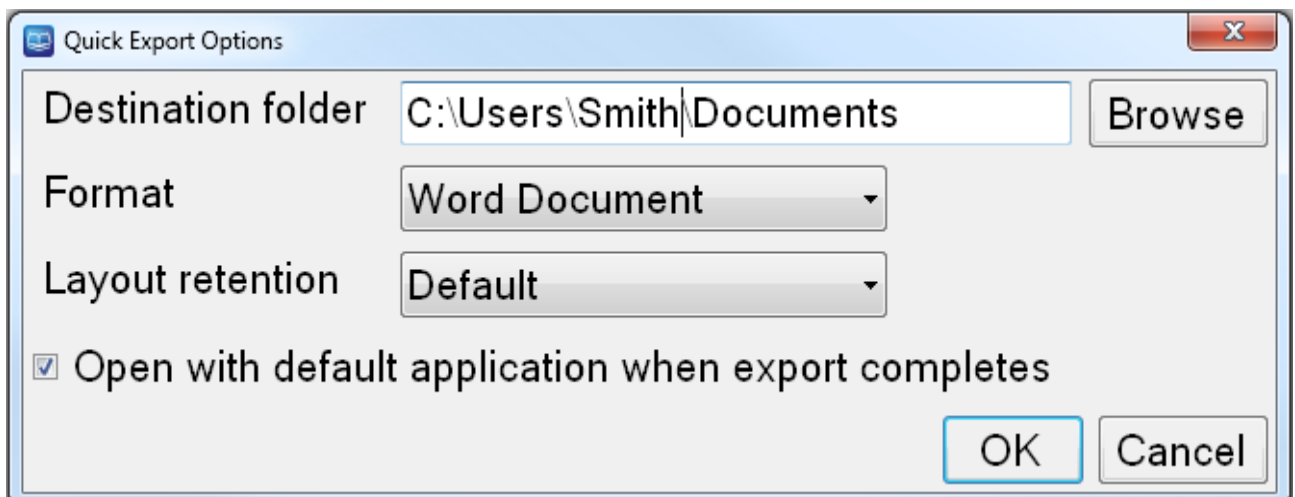 Quick Export Options
Destination folder C:\Users\Smith\Documents Browse
Format Word Document
Layout retention Default
Open with default application when export completes
OK Cancel